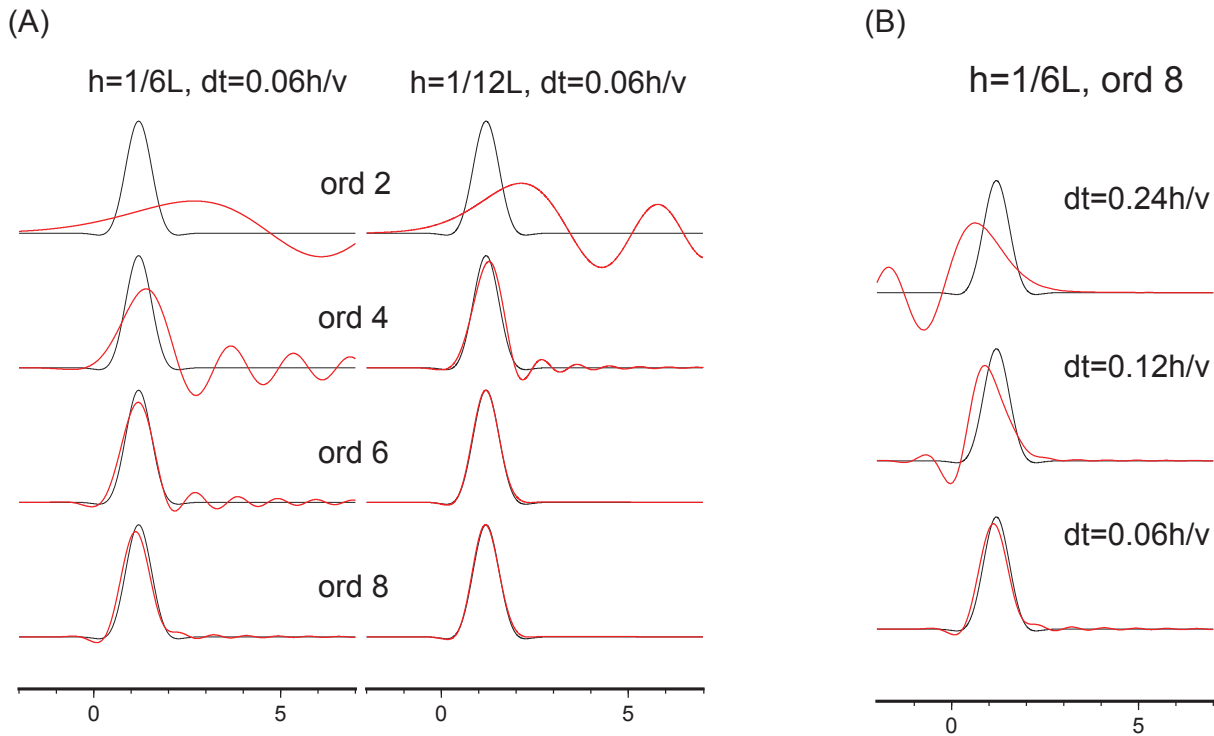 (A)
h=1/6L, dt=0.06h/v
h=1/12L, dt=0.06h/v
ord 2
ord 4
ord 6
ord 8
0
5
0
5
(B)
h=1/6L, ord 8
dt=0.24h/v
dt=0.12h/v
dt=0.06h/v
0
5